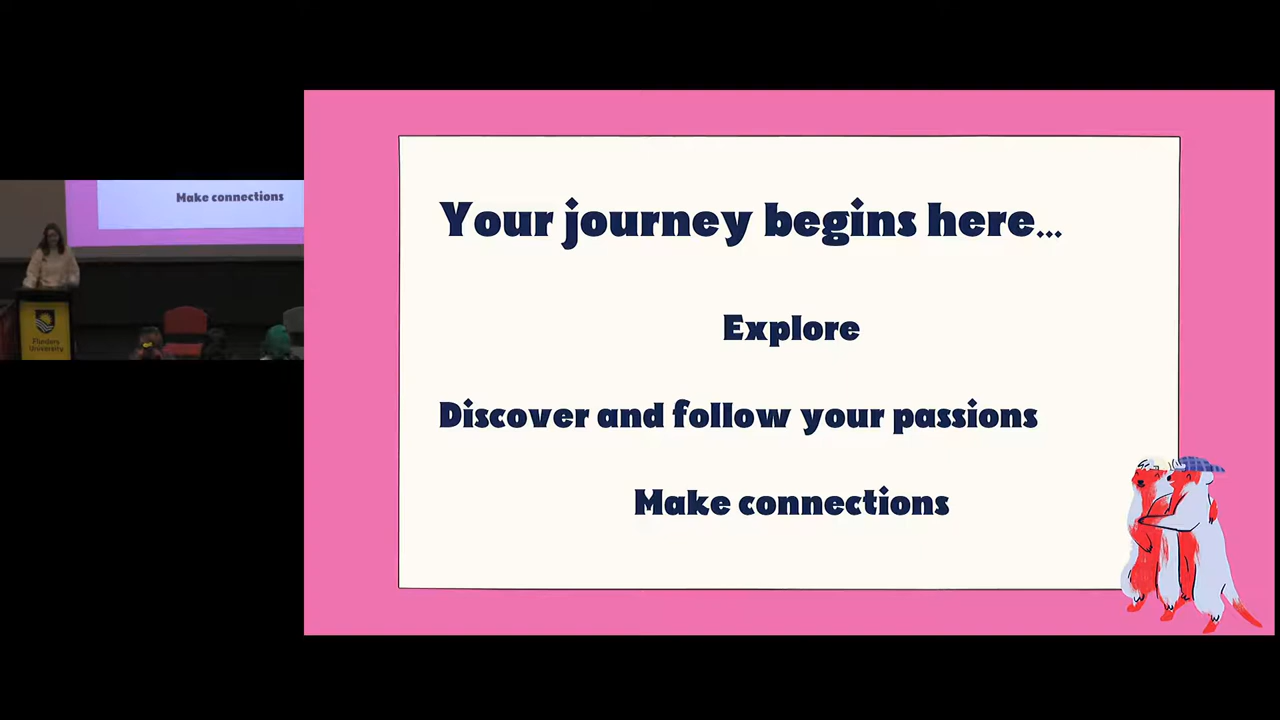 Make connections
Flinders
University
Your journey begins here...
Explore
Discover and follow your passions
Make connections